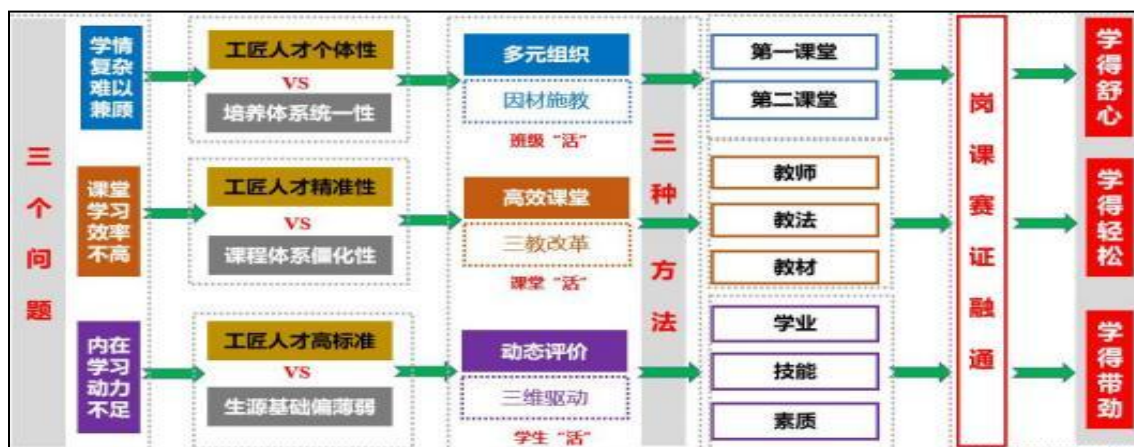 三个问题
学情
复杂
难以
兼顾
工匠人才个体性
VS
培养体系统一性
多元组织
因材施教
班级“活”
第一课堂
第二课堂
课堂
学习
效率
不高
工匠人才精准性
VS
课程体系僵化性
高效课堂
三教改革
课堂“活”
教师
教法
教材
内在
学习
动力
不足
工匠人才高标准
VS
生源基础偏薄弱
动态评价
三维驱动
学生“活”
学业
技能
素质
三种方法
岗课赛证融通
学得舒心
学得轻松
学得带劲